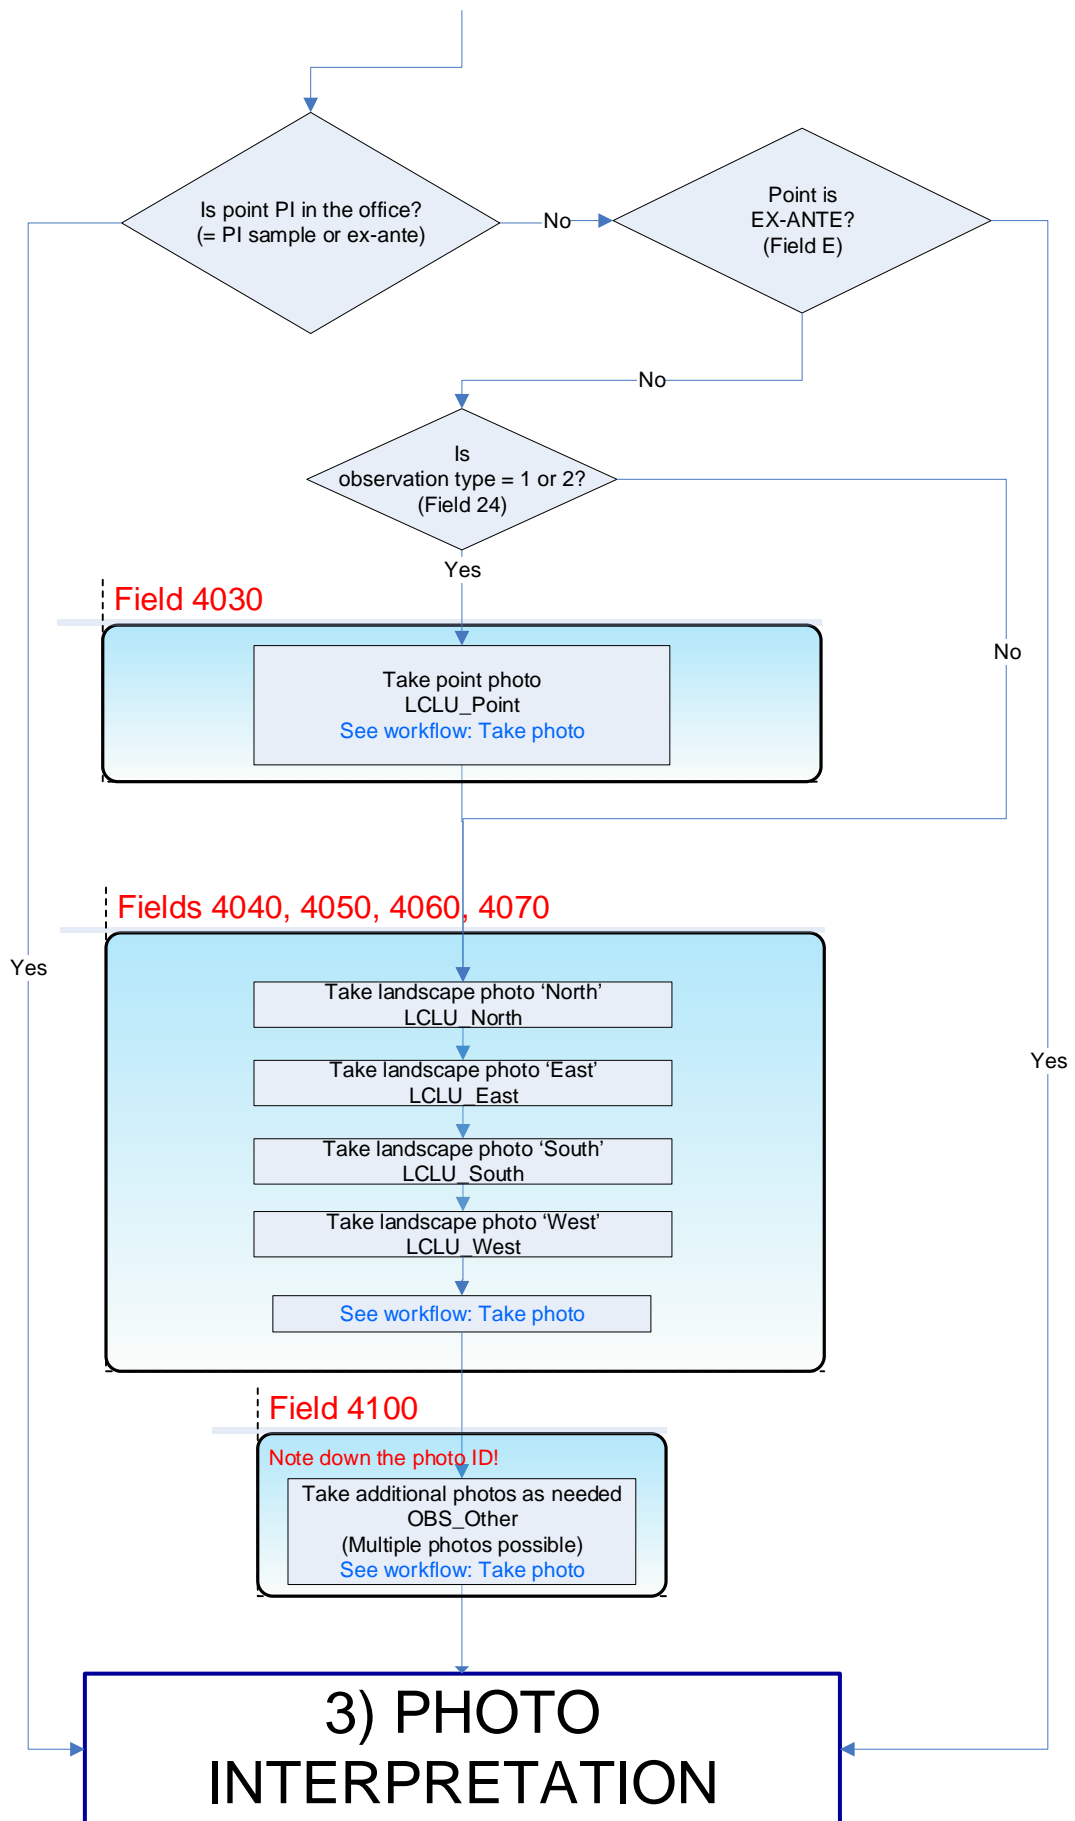 Is point PI in the office?
(= PI sample or ex-ante)
No
Point is
EX-ANTE?
(Field E)
No
Is
observation type = 1 or 2?
(Field 24)
Yes
Field 4030
No
Take point photo
LCLU_Point
See workflow: Take photo
Fields 4040, 4050, 4060, 4070
Yes
Take landscape photo ‘North’
LCLU_North
Yes
Take landscape photo ‘East’
LCLU_East
Take landscape photo ‘South’
LCLU_South
Take landscape photo ‘West’
LCLU_West
See workflow: Take photo
Field 4100
Note down the photo ID!
Take additional photos as needed
OBS_Other
(Multiple photos possible)
See workflow: Take photo
3) PHOTO
INTERPRETATION